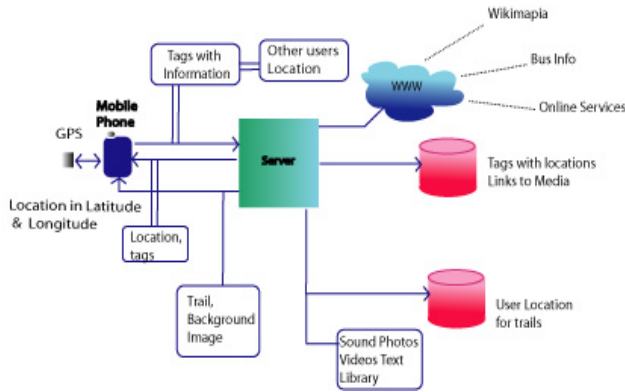 Wikimapia
Tags with
Information
Other users
Location
Bus Info
WWW
Mobile
Phone
Online Services
GPS
Server
Tags with locations
Links to Media
Location in Latitude
& Longitude
Location,
tags
Trail,
Background
Image
User Location
for trails
Sound Photos
Videos Text
Library